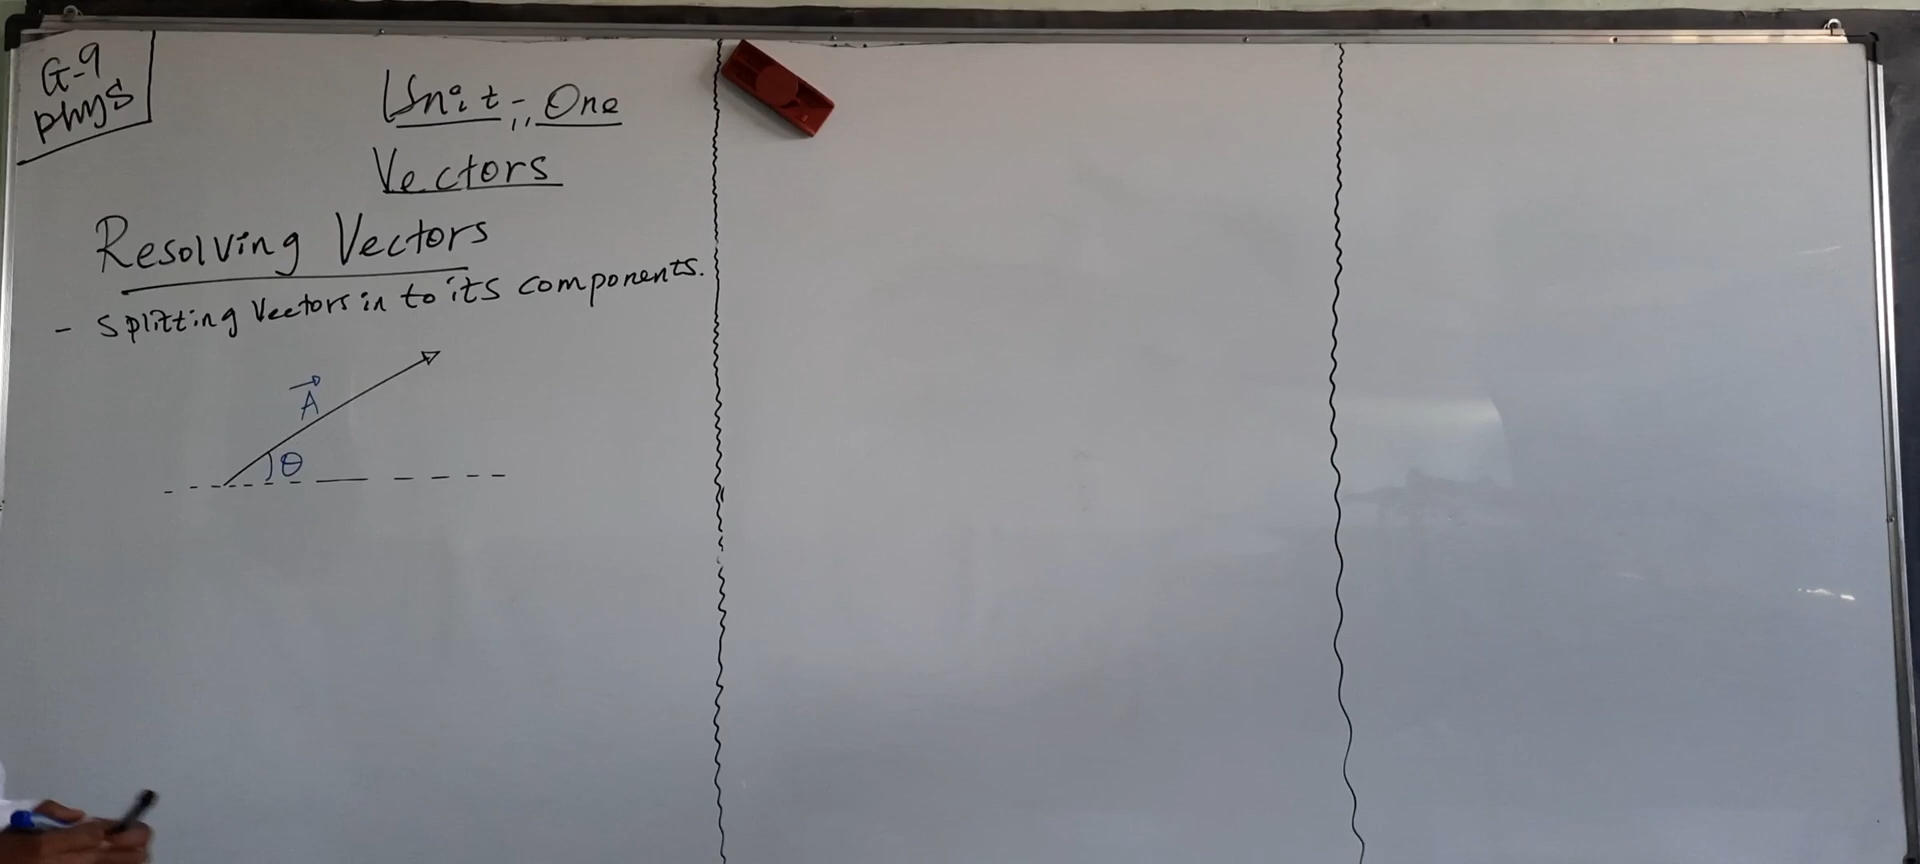 G-9
phys
Unit-One
Vectors
Resolving Vectors
- Splitting Vectors in to its components.
A
θ